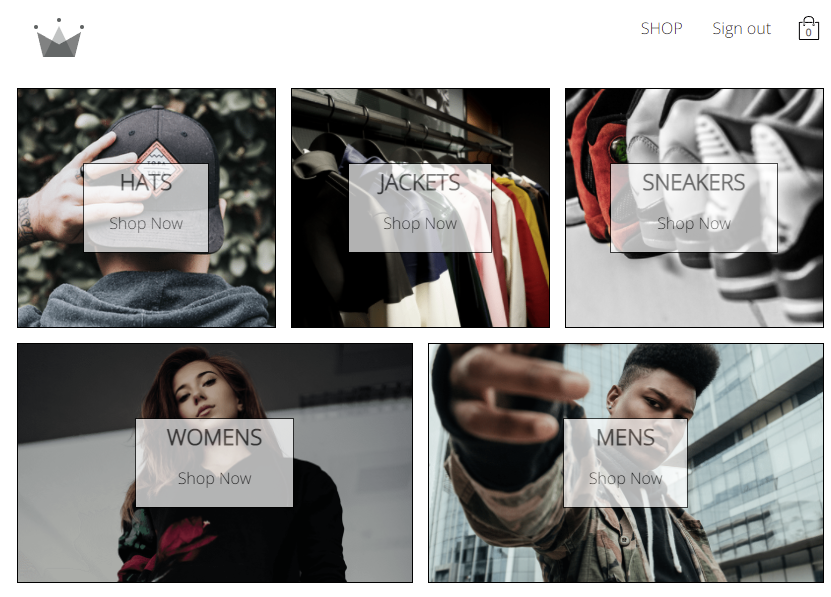 SHOP Sign out
0
HATS
Shop Now
JACKETS
Shop Now
SNEAKERS
Shop Now
WOMENS
Shop Now
MENS
Shop Now